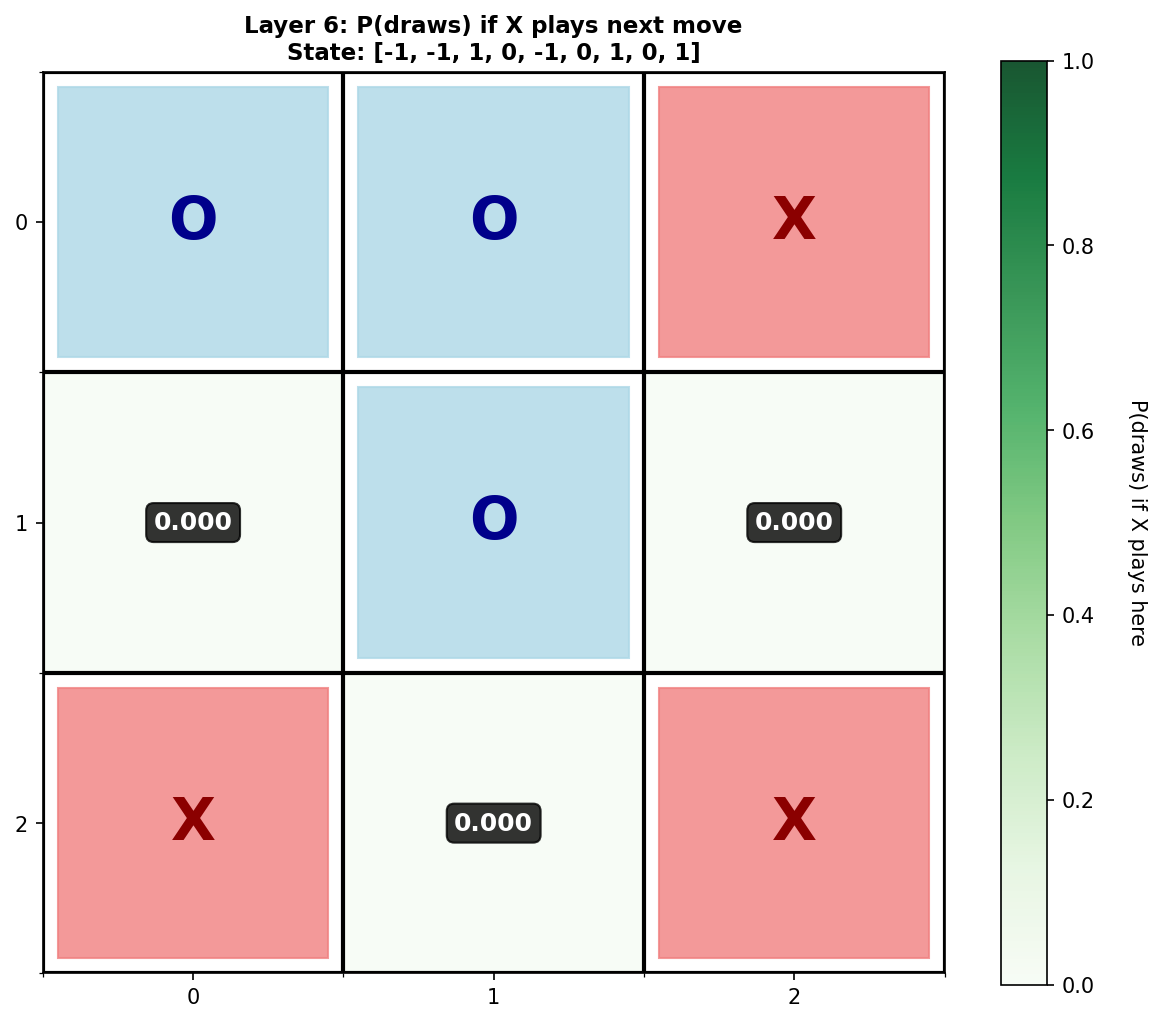 Layer 6: P(draws) if X plays next move
State: [-1, -1, 1, 0, -1, 0, 1, 0, 1]
0
O
O
X
1
0.000
O
0.000
2
X
0.000
X
0
1
2
1.0
0.8
0.6
0.4
0.2
0.0
P(draws) if X plays here